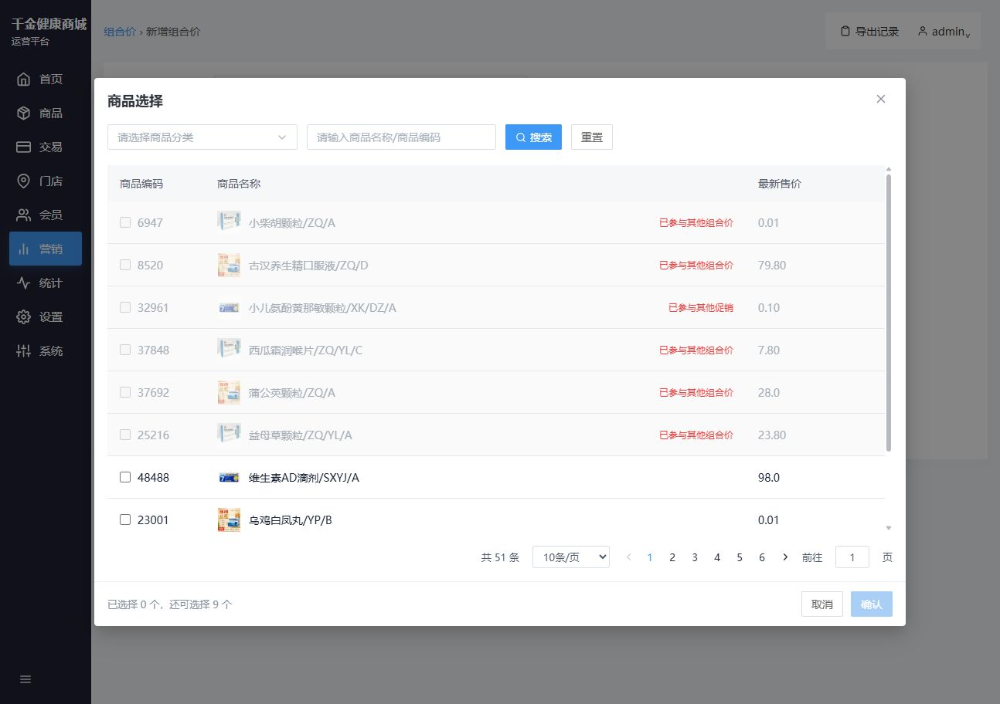 千金健康商城
运营平台
首页
商品
交易
门店
会员
营销
统计
设置
系统
组合价 › 新增组合价
导出记录
admin
商品选择
请选择商品分类
请输入商品名称/商品编码
搜索
重置
商品编码 商品名称 最新售价
6947 小柴胡颗粒/ZQ/A 已参与其他组合价 0.01
8520 古汉养生精口服液/ZQ/D 已参与其他组合价 79.80
32961 小儿氨酚黄那敏颗粒/XK/DZ/A 已参与其他促销 0.10
37848 西瓜霜润喉片/ZQ/YL/C 已参与其他组合价 7.80
37692 蒲公英颗粒/ZQ/A 已参与其他组合价 28.0
25216 益母草颗粒/ZQ/YL/A 已参与其他组合价 23.80
48488 维生素AD滴剂/SXYJ/A 98.0
23001 乌鸡白凤丸/YP/B 0.01
共 51 条 10条/页 1 2 3 4 5 6 前往 1 页
已选择 0 个，还可选择 9 个
取消
确认